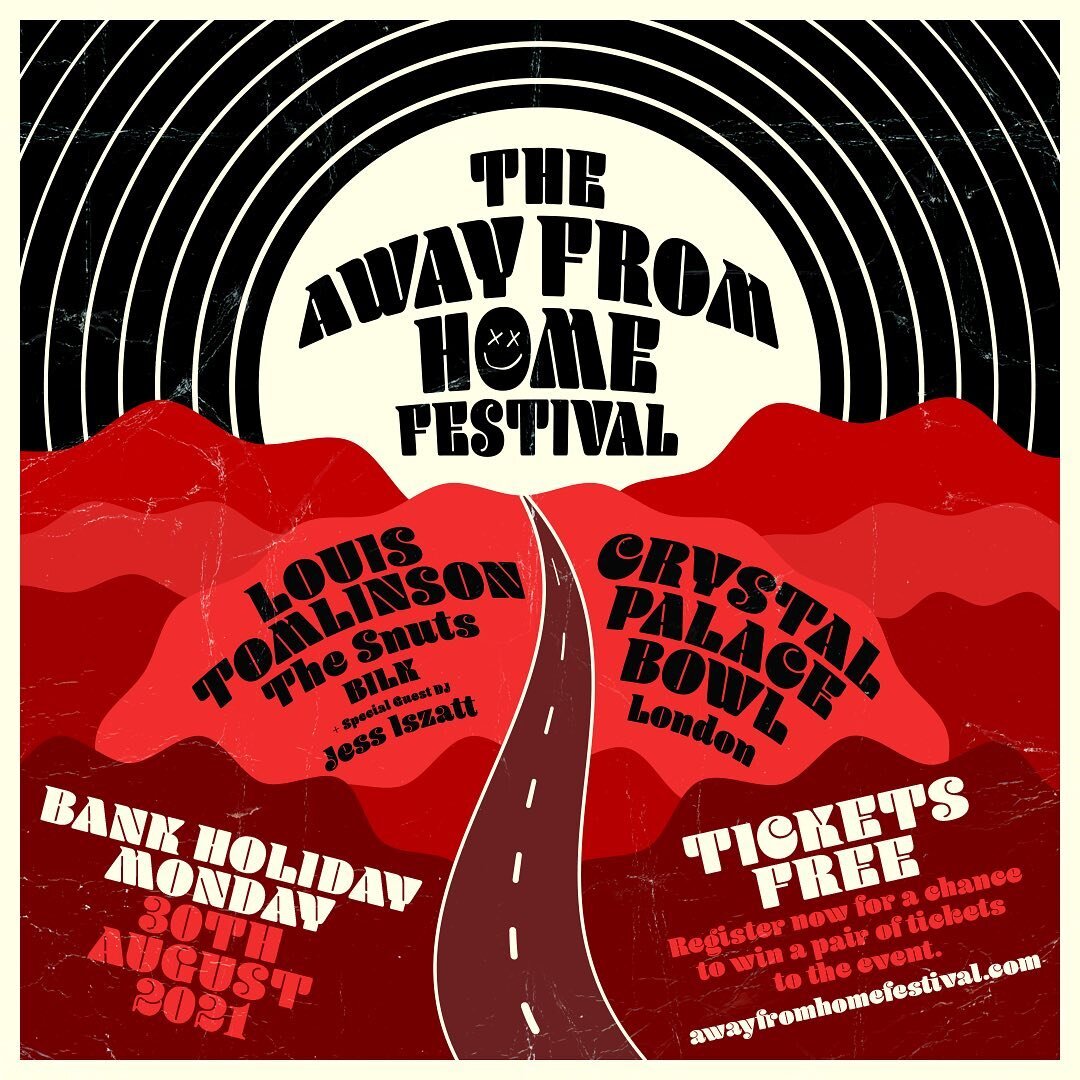 THE
AWAY FROM
HOME
FESTIVAL
LOUIS
TOMLINSON
The Snuts
BILK
+ Special Guest DJ
Jess Iszatt
CRYSTAL
PALACE
BOWL
London
BANK HOLIDAY
MONDAY
30TH
AUGUST
2021
TICKETS
FREE
Register now for a chance
to win a pair of tickets
to the event.
awayfromhomefestival.com